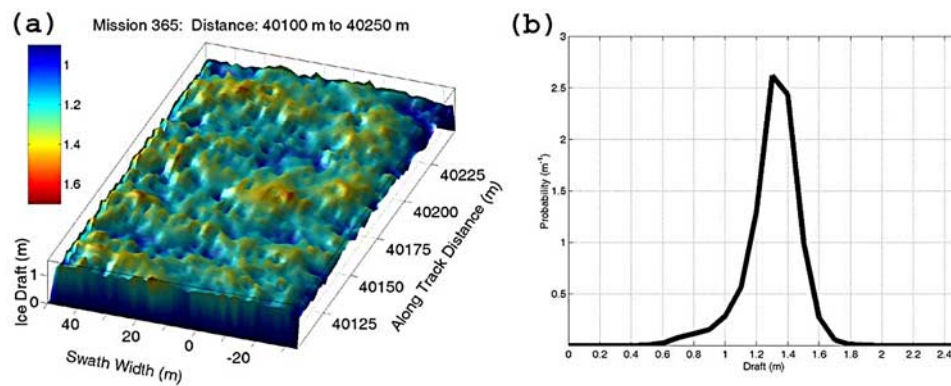 (a)
Mission 365: Distance: 40100 m to 40250 m
1
1.2
1.4
1.6
Ice Draft (m)
1
0
40
20
0
-20
Swath Width (m)
40125
40150
40175
40200
40225
Along Track Distance (m)
(b)
3
2.5
2
1.5
1
0.5
Probability (m⁻¹)
0 0.2 0.4 0.6 0.8 1 1.2 1.4 1.6 1.8 2 2.2 2.4
Draft (m)